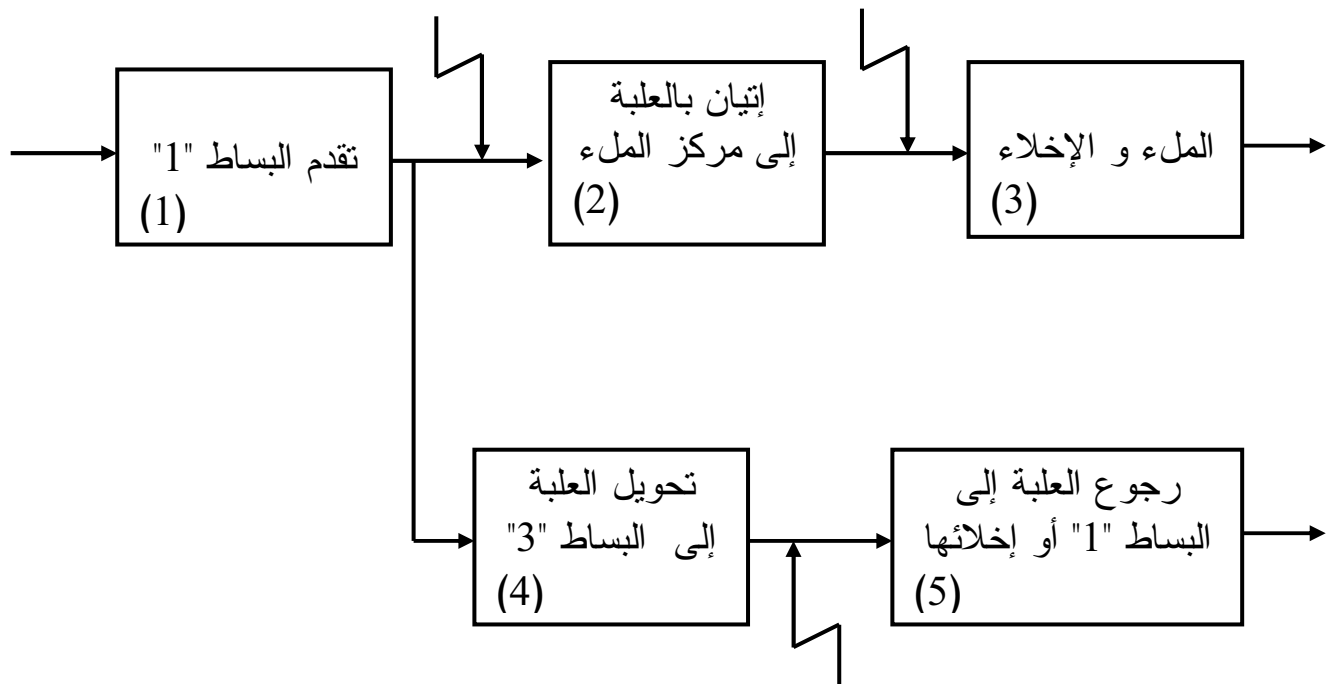 تقدم البساط "1"
(1)
إتيان بالعلبة
إلى مركز الملء
(2)
الملء و الإخلاء
(3)
تحويل العلبة
إلى البساط "3"
(4)
رجوع العلبة إلى
البساط "1" أو إخلائها
(5)